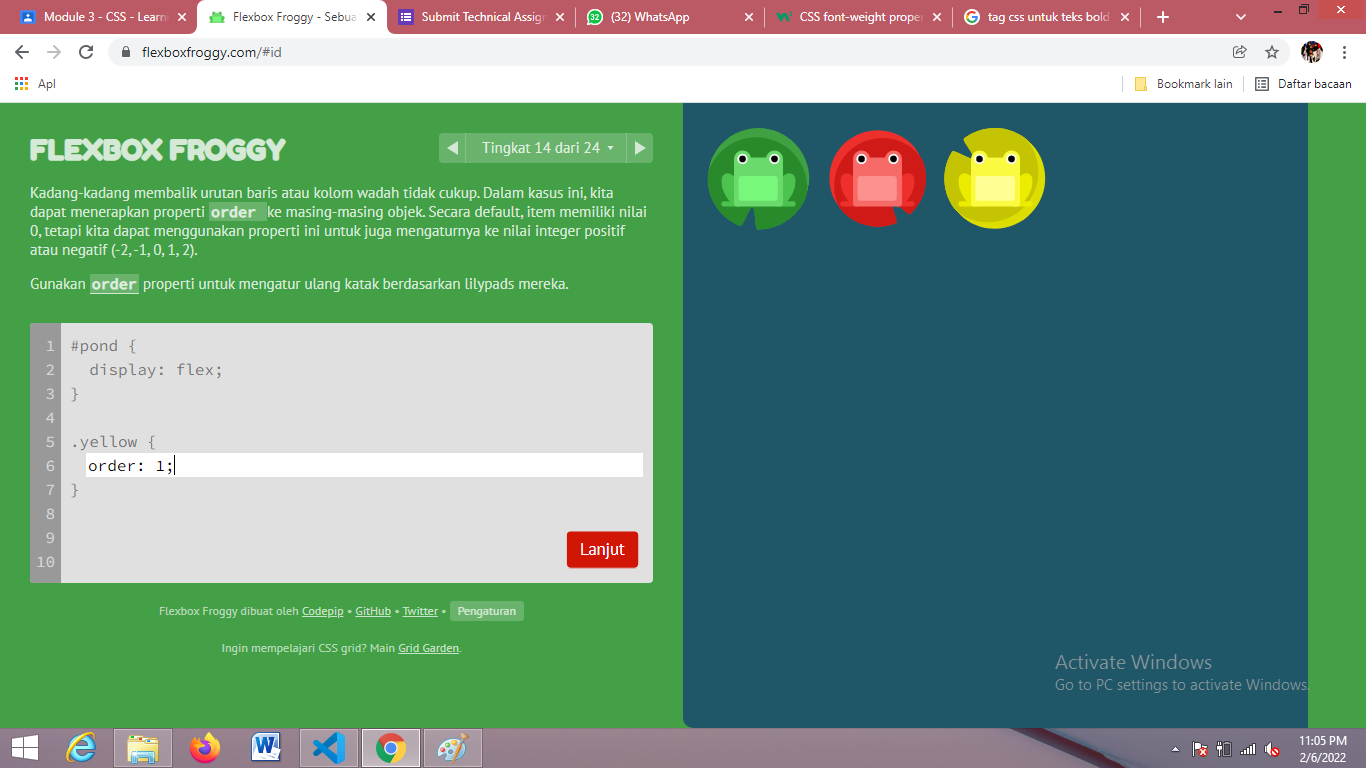 Module 3 - CSS - Learn
Flexbox Froggy - Sebua
Submit Technical Assign
32
(32) WhatsApp
CSS font-weight proper
tag css untuk teks bold
flexboxfroggy.com/#id
Apl
Bookmark lain
Daftar bacaan
FLEXBOX FROGGY
Tingkat 14 dari 24
Kadang-kadang membalik urutan baris atau kolom wadah tidak cukup. Dalam kasus ini, kita
dapat menerapkan properti order ke masing-masing objek. Secara default, item memiliki nilai
0, tetapi kita dapat menggunakan properti ini untuk juga mengaturnya ke nilai integer positif
atau negatif (-2, -1, 0, 1, 2).
Gunakan order properti untuk mengatur ulang katak berdasarkan lilypads mereka.
1 #pond {
2 display: flex;
3 }
4
5 .yellow {
6 order: 1;
7 }
8
9
10
Lanjut
Flexbox Froggy dibuat oleh Codepip • GitHub • Twitter • Pengaturan
Ingin mempelajari CSS grid? Main Grid Garden.
Activate Windows
Go to PC settings to activate Windows.
11:05 PM
2/6/2022